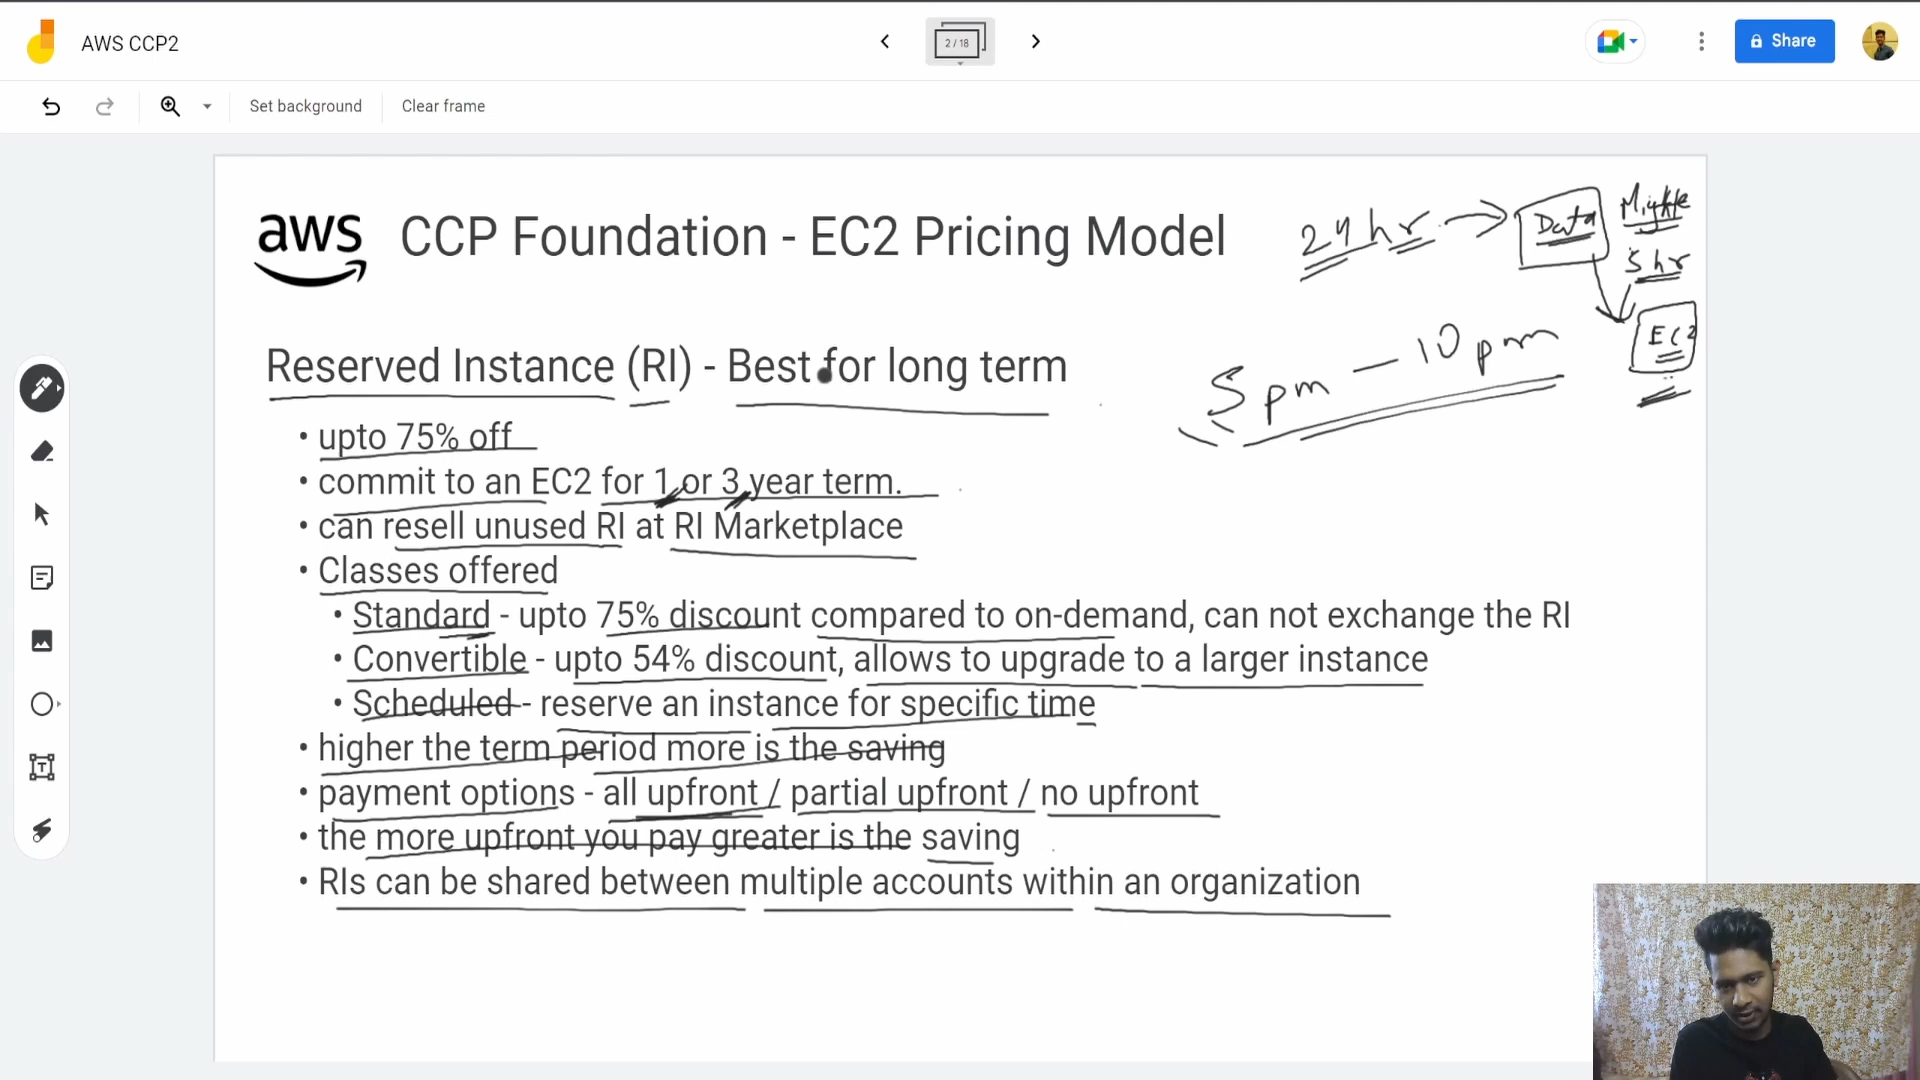 AWS CCP2
2 / 18
Share
Set background
Clear frame
aws
CCP Foundation - EC2 Pricing Model
24 hr
Data
5 hr
EC2
5 pm — 10 pm
Reserved Instance (RI) - Best for long term
• upto 75% off
• commit to an EC2 for 1 or 3 year term.
• can resell unused RI at RI Marketplace
• Classes offered
• Standard - upto 75% discount compared to on-demand, can not exchange the RI
• Convertible - upto 54% discount, allows to upgrade to a larger instance
• Scheduled - reserve an instance for specific time
• higher the term period more is the saving
• payment options - all upfront / partial upfront / no upfront
• the more upfront you pay greater is the saving
• RIs can be shared between multiple accounts within an organization